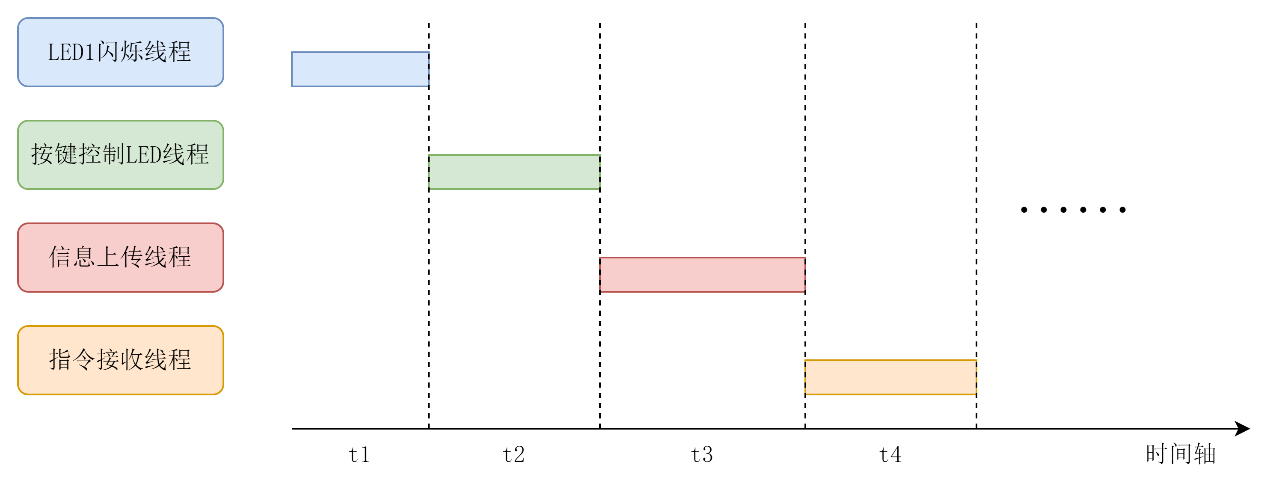 LED1闪烁线程
按键控制LED线程
信息上传线程
指令接收线程
······
t1 t2 t3 t4 时间轴